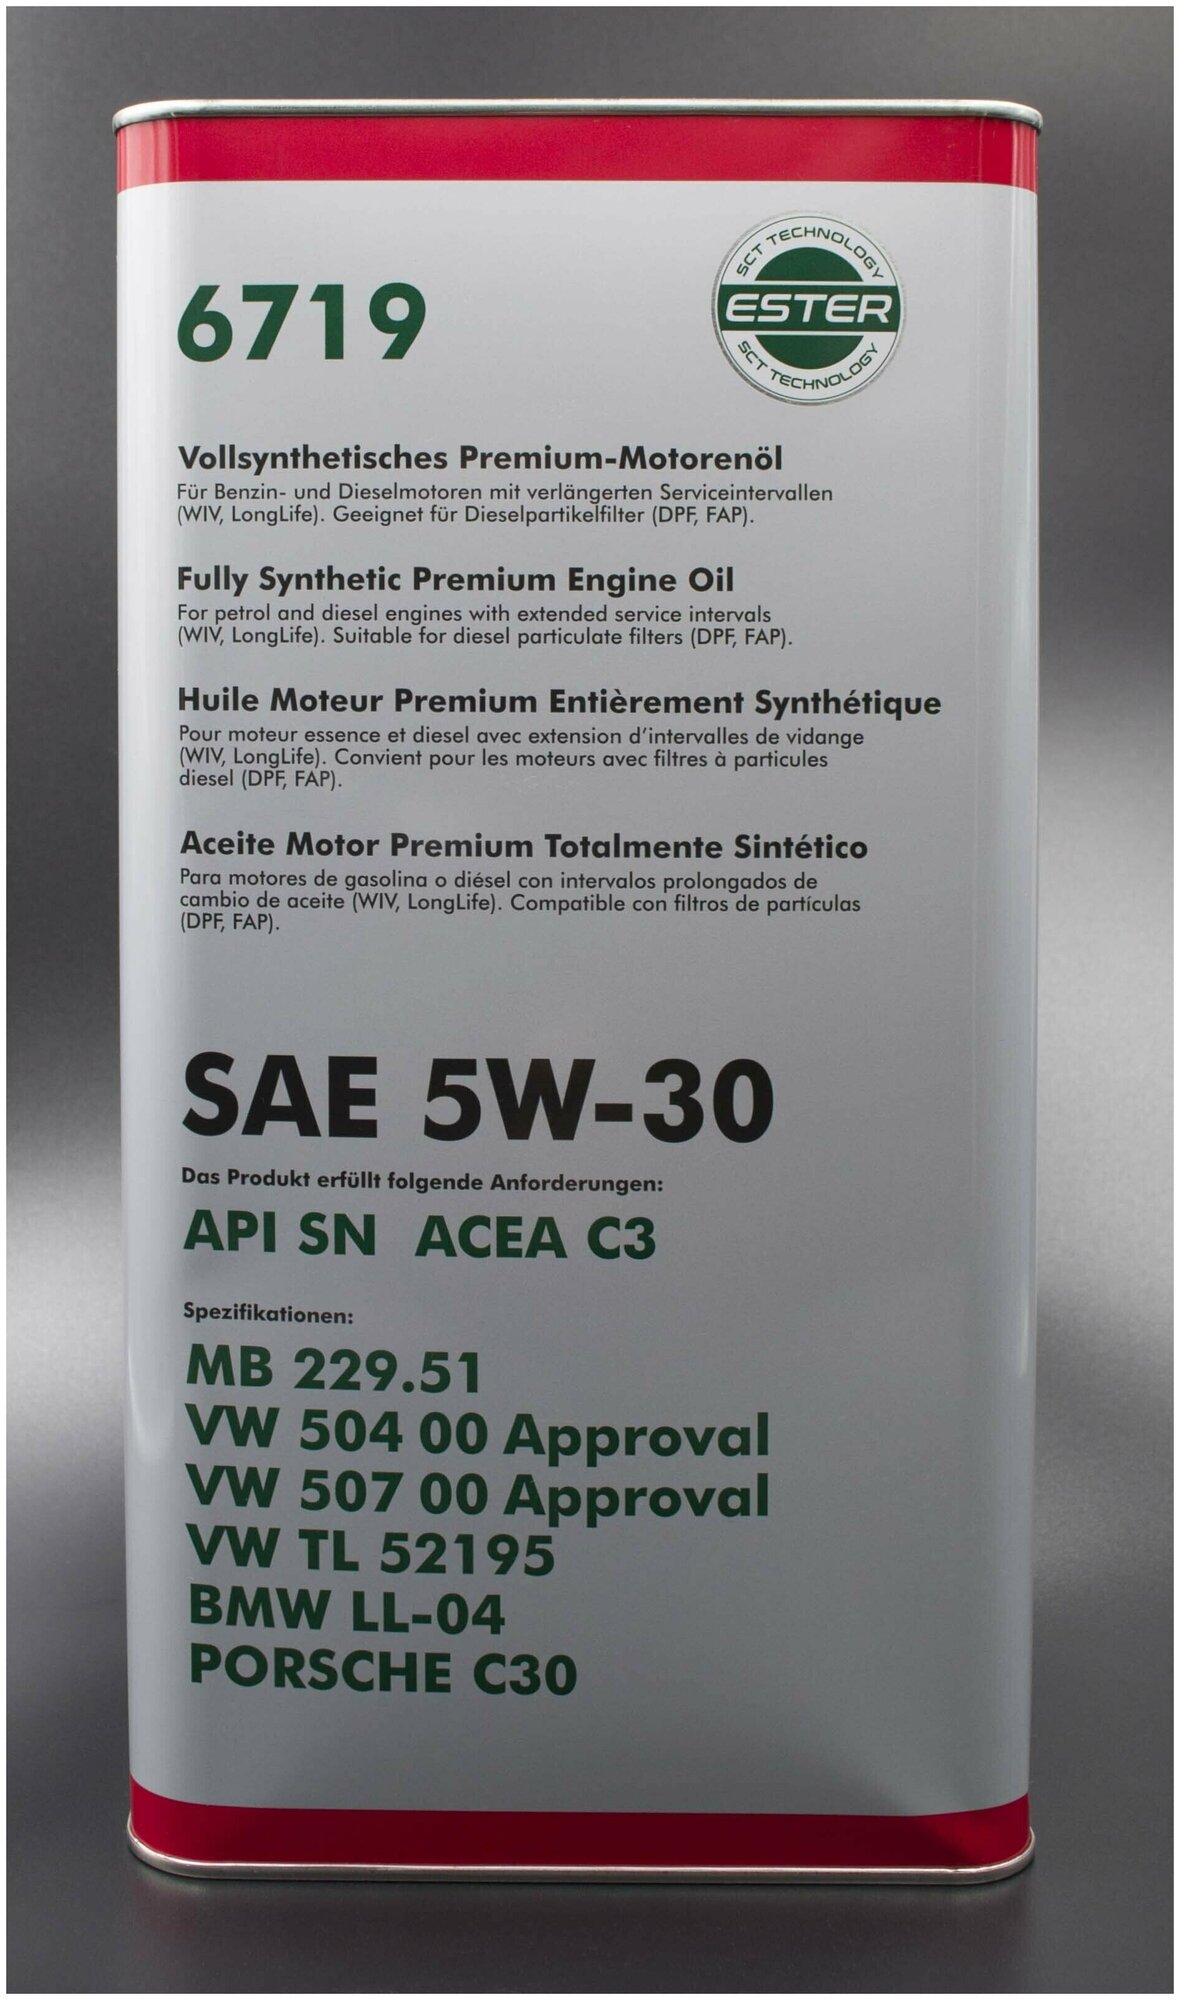 6719
SCT TECHNOLOGY
ESTER
SCT TECHNOLOGY
Vollsynthetisches Premium-Motorenöl
Für Benzin- und Dieselmotoren mit verlängerten Serviceintervallen
(WIV, LongLife). Geeignet für Dieselpartikelfilter (DPF, FAP).
Fully Synthetic Premium Engine Oil
For petrol and diesel engines with extended service intervals
(WIV, LongLife). Suitable for diesel particulate filters (DPF, FAP).
Huile Moteur Premium Entièrement Synthétique
Pour moteur essence et diesel avec extension d'intervalles de vidange
(WIV, LongLife). Convient pour les moteurs avec filtres à particules
diesel (DPF, FAP).
Aceite Motor Premium Totalmente Sintético
Para motores de gasolina o diésel con intervalos prolongados de
cambio de aceite (WIV, LongLife). Compatible con filtros de partículas
(DPF, FAP).
SAE 5W-30
Das Produkt erfüllt folgende Anforderungen:
API SN ACEA C3
Spezifikationen:
MB 229.51
VW 504 00 Approval
VW 507 00 Approval
VW TL 52195
BMW LL-04
PORSCHE C30